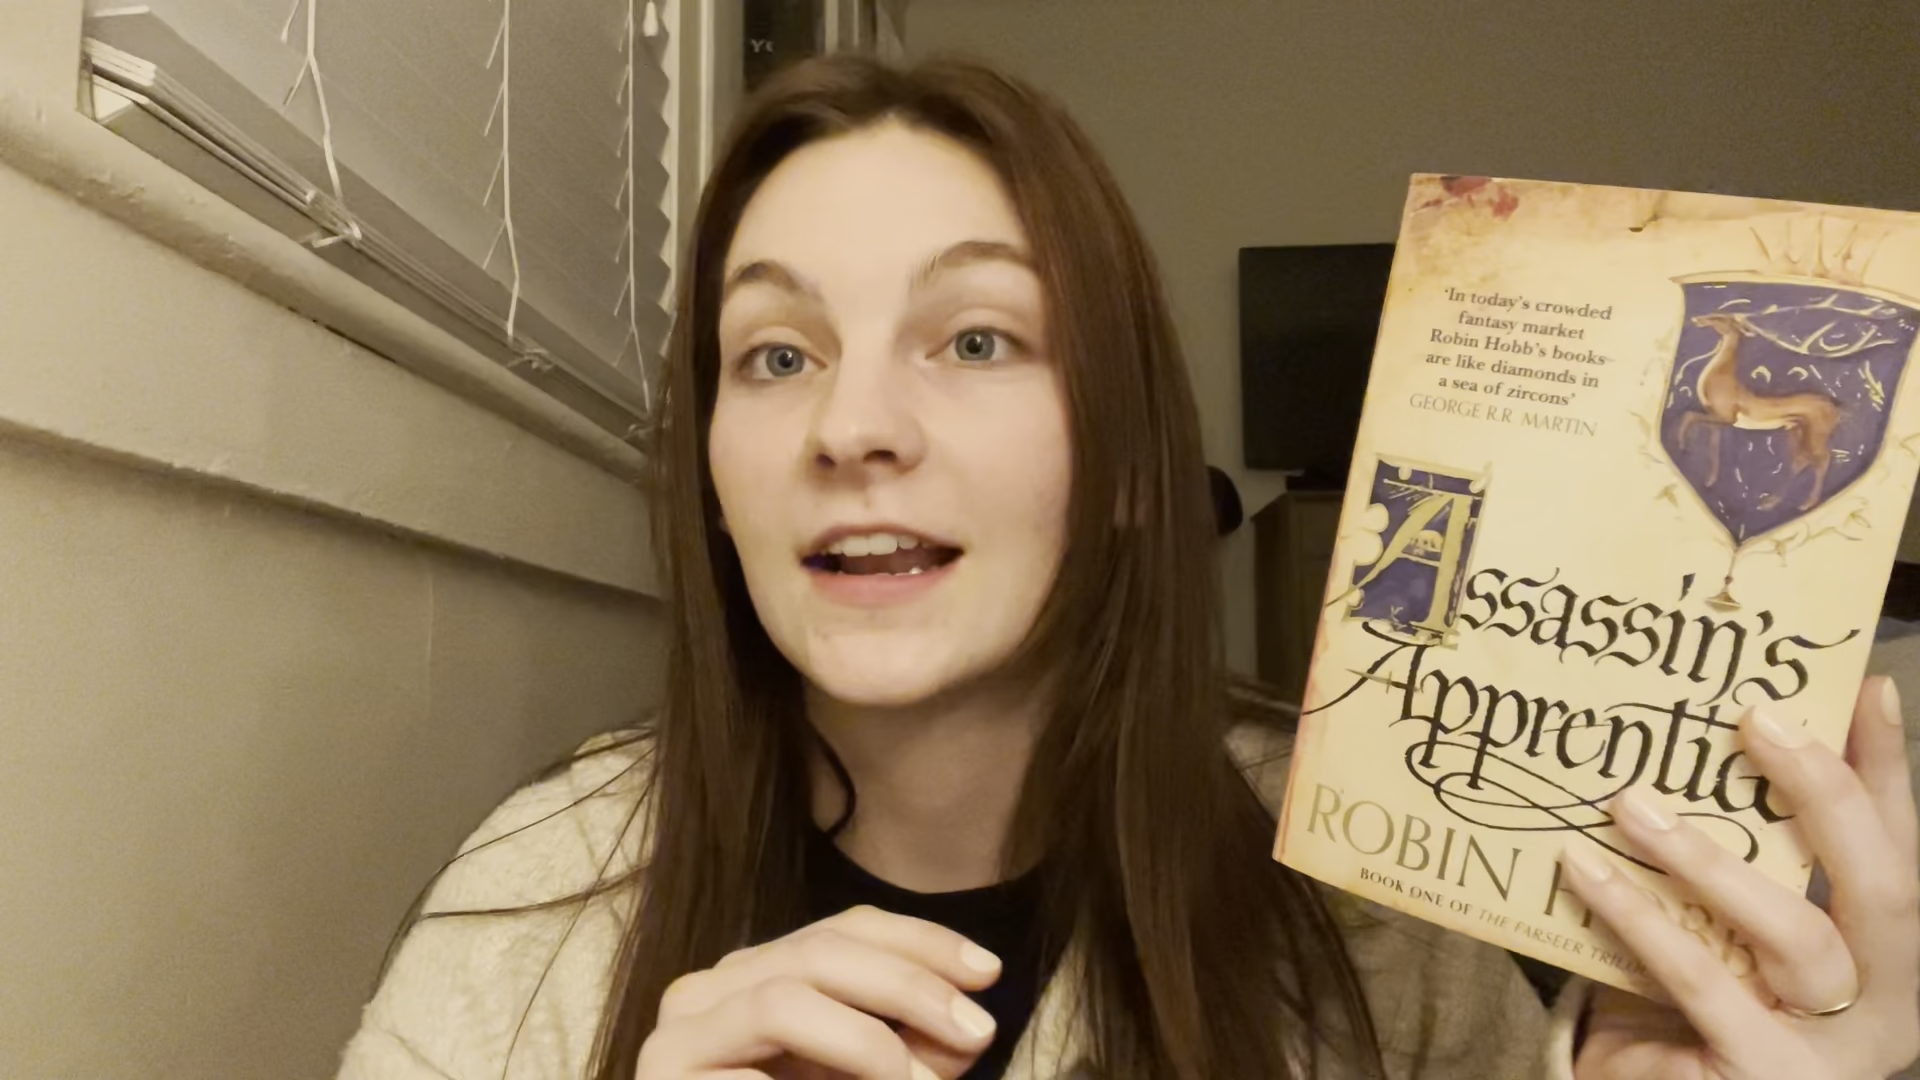 'In today's crowded
fantasy market
Robin Hobb's books
are like diamonds in
a sea of zircons'
GEORGE R.R. MARTIN
Assassin's
Apprentic
ROBIN H
BOOK ONE OF THE FARSEER